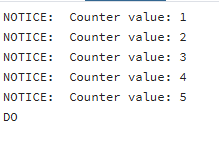 NOTICE:  Counter value: 1
NOTICE:  Counter value: 2
NOTICE:  Counter value: 3
NOTICE:  Counter value: 4
NOTICE:  Counter value: 5
DO